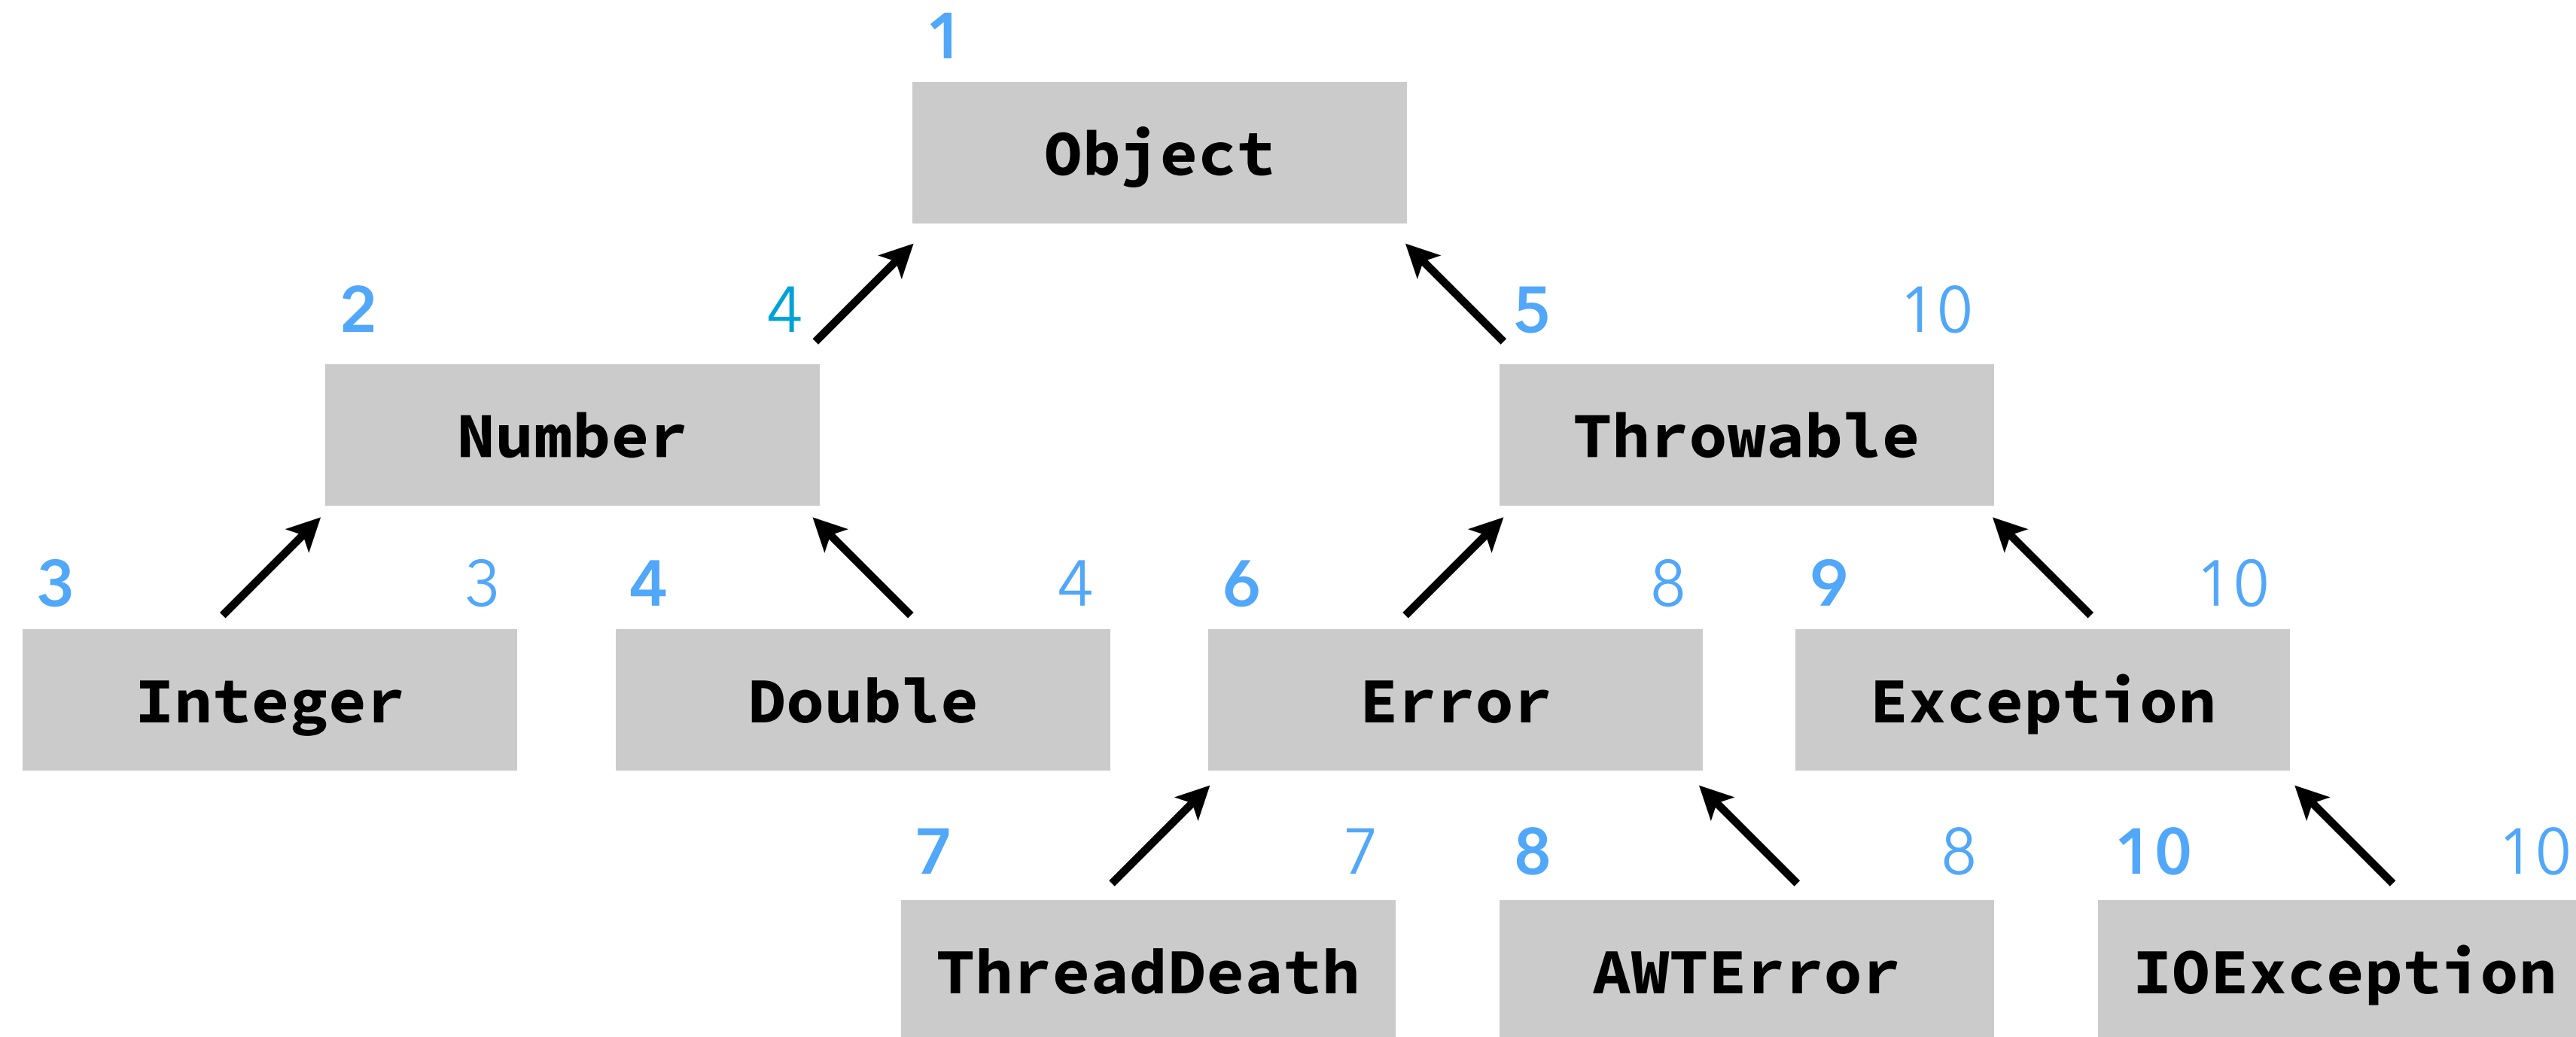 1
Object
2 4 5 10
Number Throwable
3 3 4 4 6 8 9 10
Integer Double Error Exception
7 7 8 8 10 10
ThreadDeath AWTError IOException